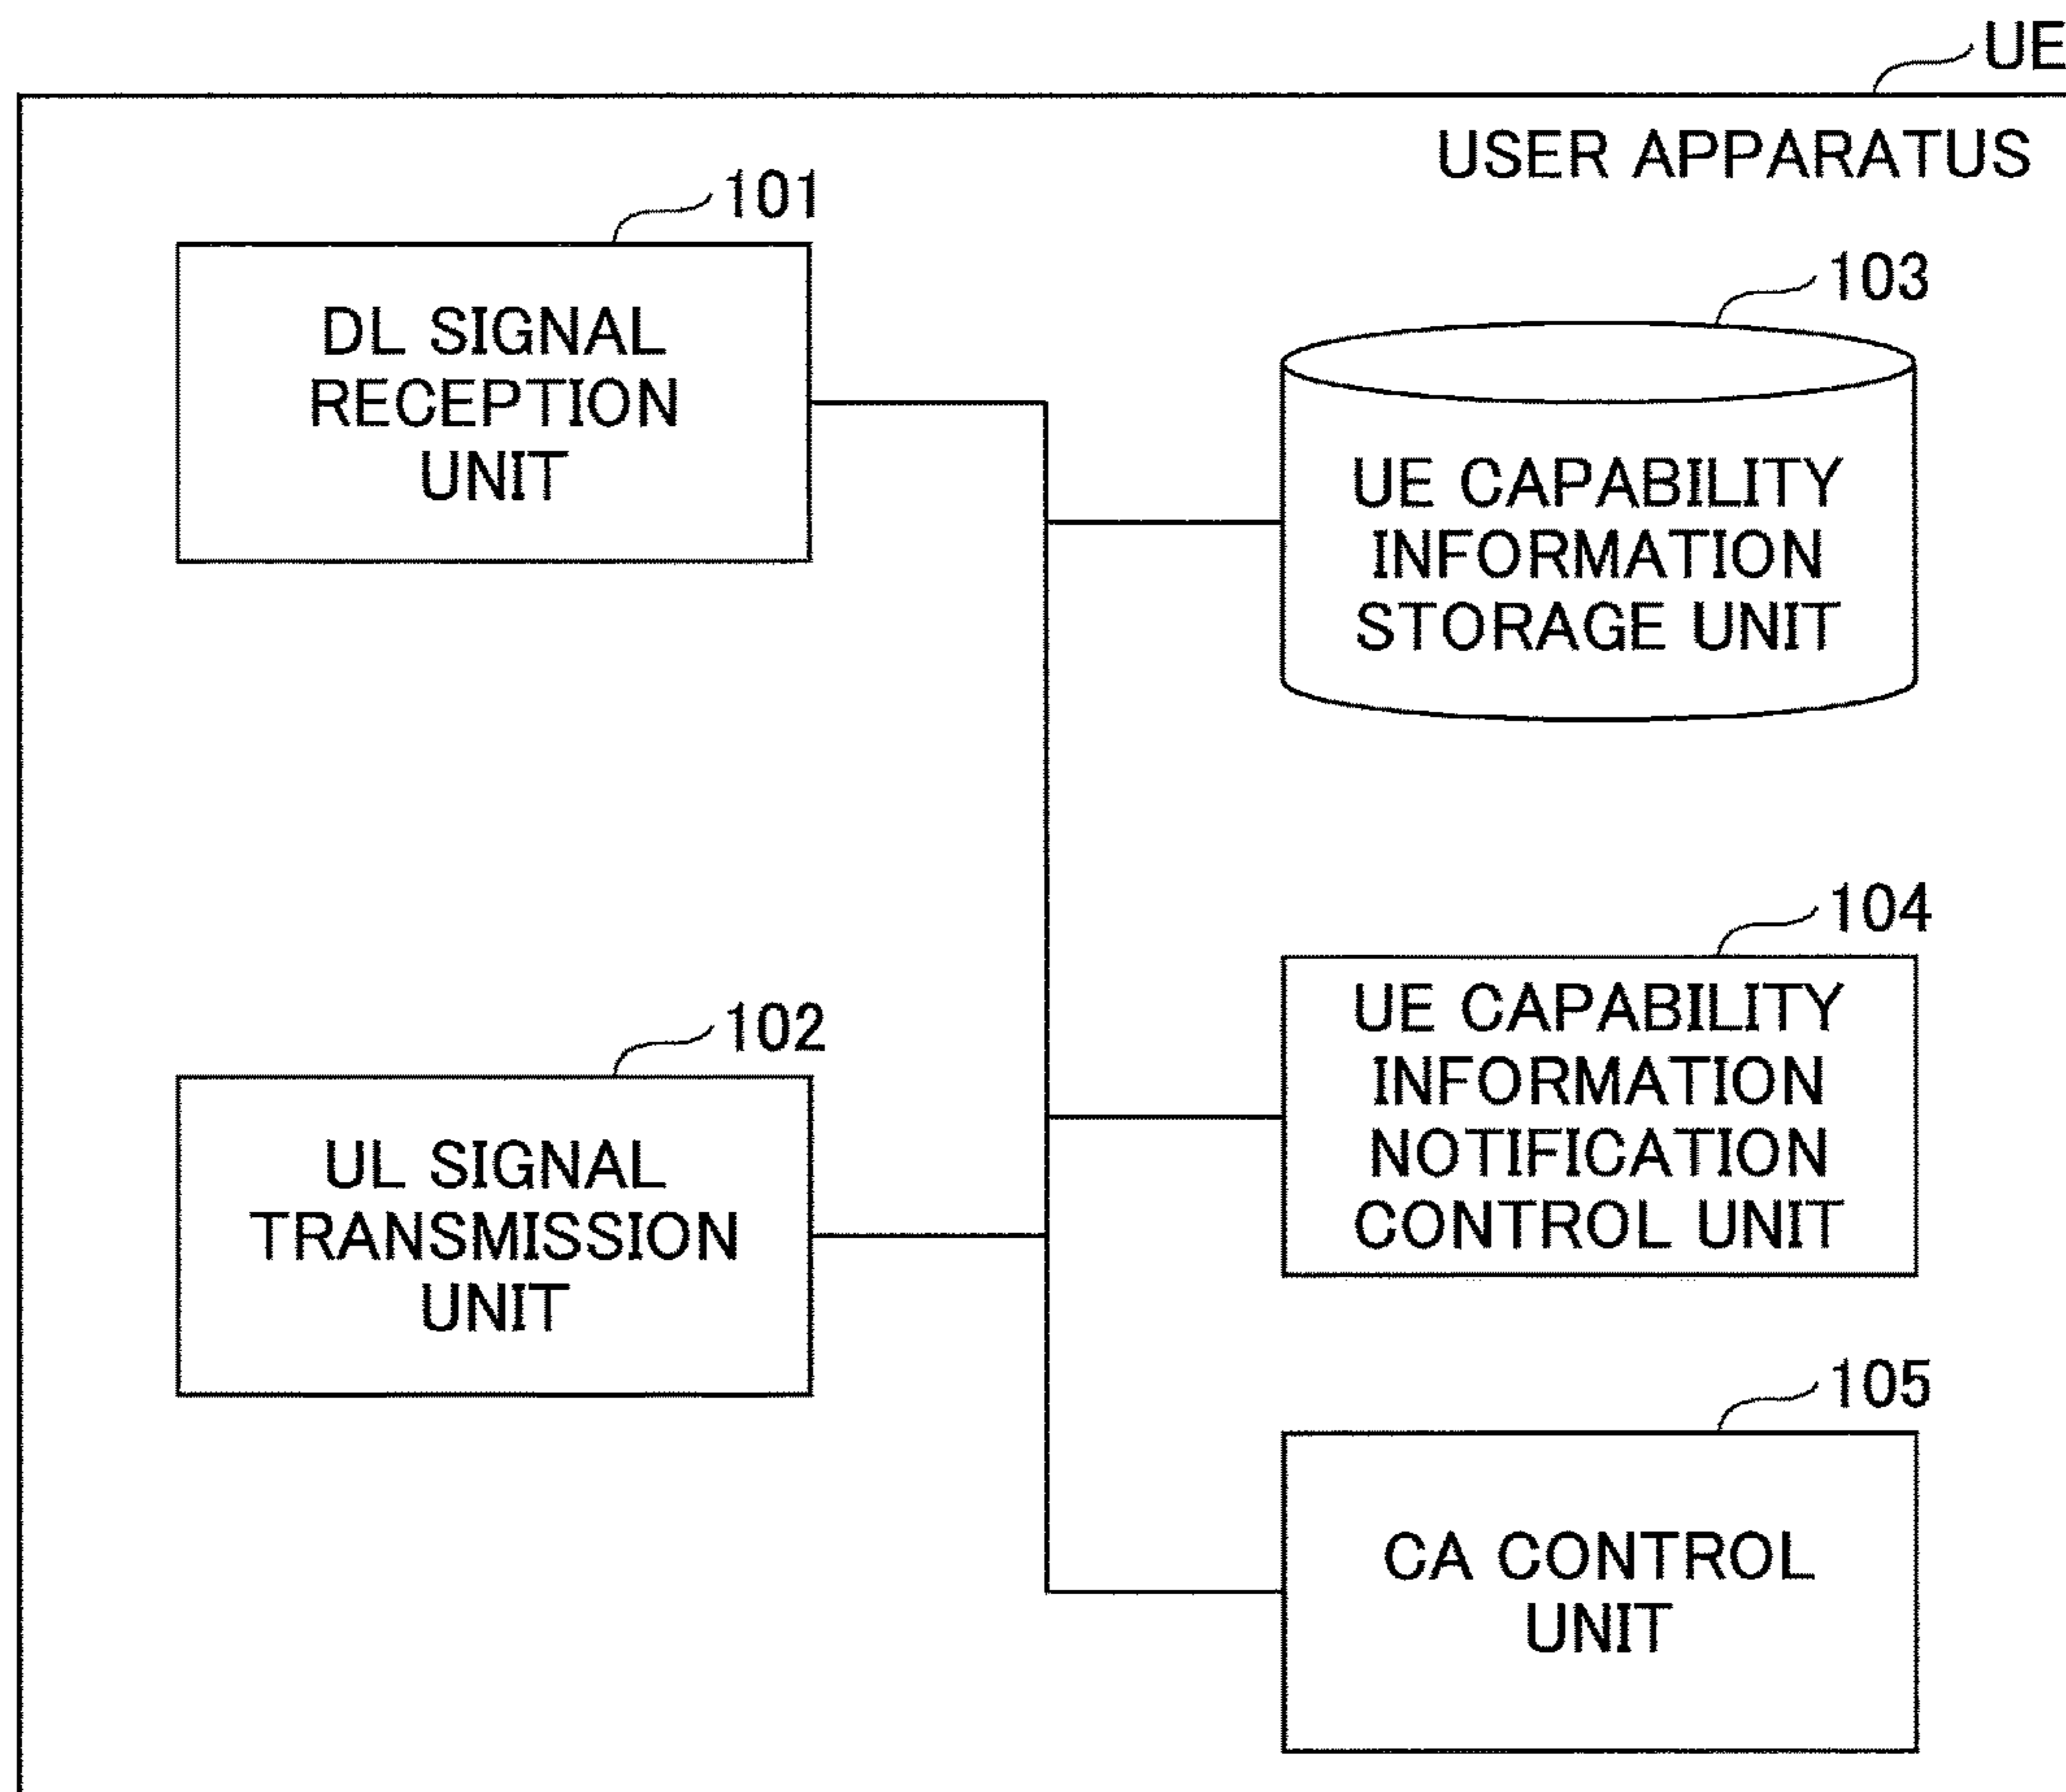 UE
USER APPARATUS
101
DL SIGNAL
RECEPTION
UNIT
103
UE CAPABILITY
INFORMATION
STORAGE UNIT
104
UE CAPABILITY
INFORMATION
NOTIFICATION
CONTROL UNIT
102
UL SIGNAL
TRANSMISSION
UNIT
105
CA CONTROL
UNIT